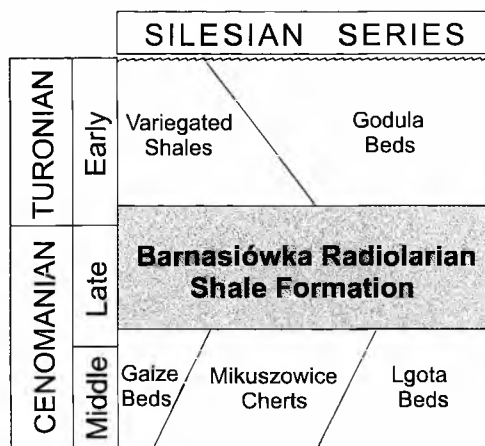 SILESIAN SERIES
TURONIAN
Early
Variegated
Shales
Godula
Beds
CENOMANIAN
Late
Barnasiówka Radiolarian
Shale Formation
Middle
Gaize
Beds
Mikuszowice
Cherts
Lgota
Beds